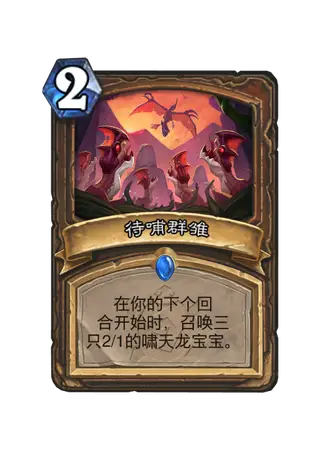 2
待哺群雏
在你的下个回
合开始时，召唤三
只2/1的啸天龙宝宝。